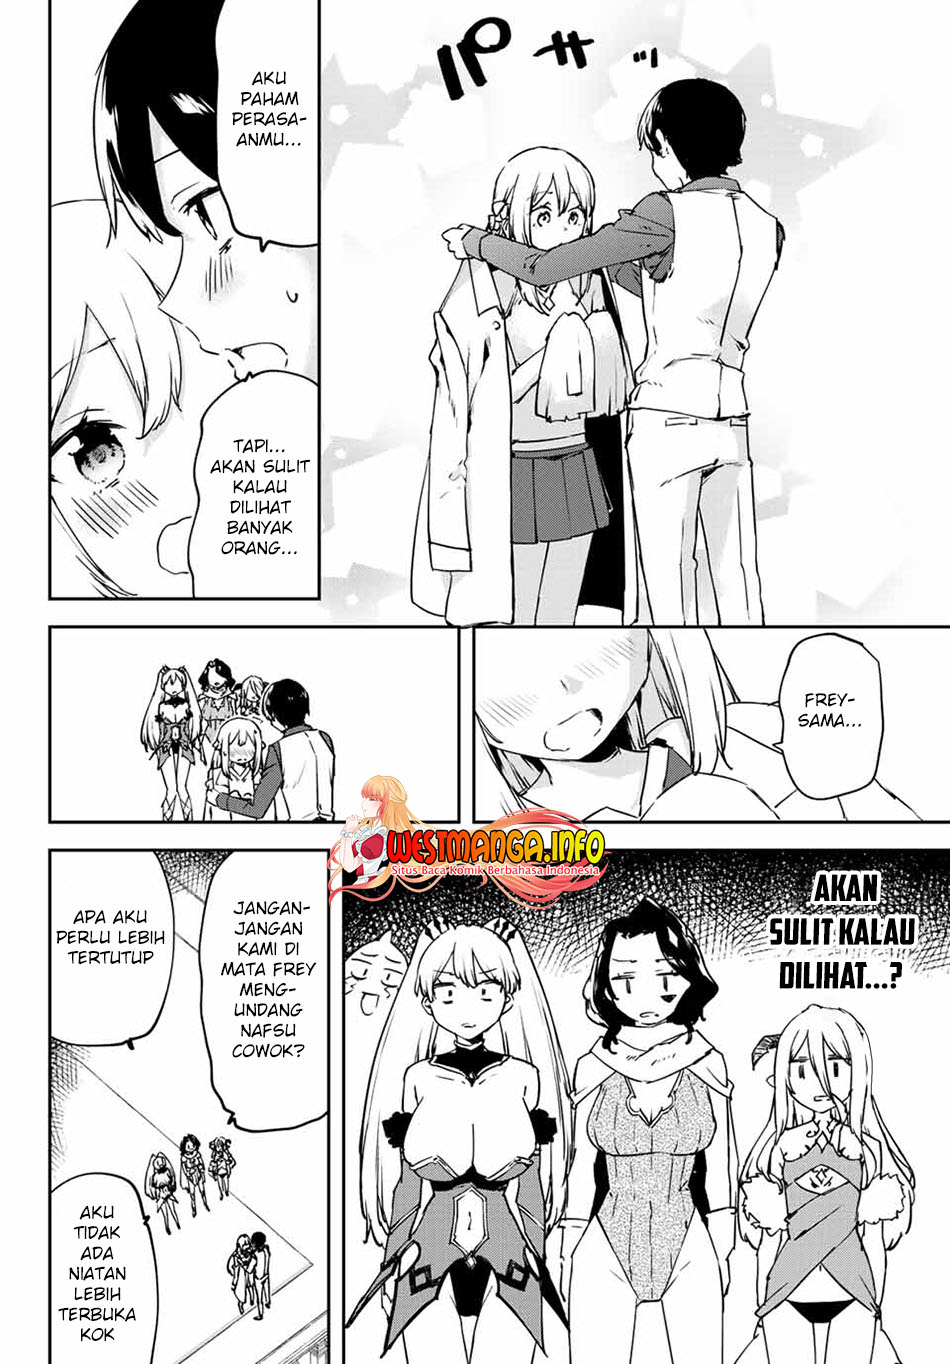 パサッ
AKU
PAHAM
PERASA-
ANMU...
TAPI...
AKAN SULIT
KALAU
DILIHAT
BANYAK
ORANG...
FREY-
SAMA...
WESTMANGA.INFO
Situs Baca Komik Berbahasa Indonesia
AKAN
SULIT KALAU
DILIHAT...?
JANGAN-
JANGAN
KAMI DI
MATA FREY
MENG-
UNDANG
NAFSU
COWOK?
APA AKU
PERLU LEBIH
TERTUTUP
AKU
TIDAK
ADA
NIATAN
LEBIH
TERBUKA
KOK